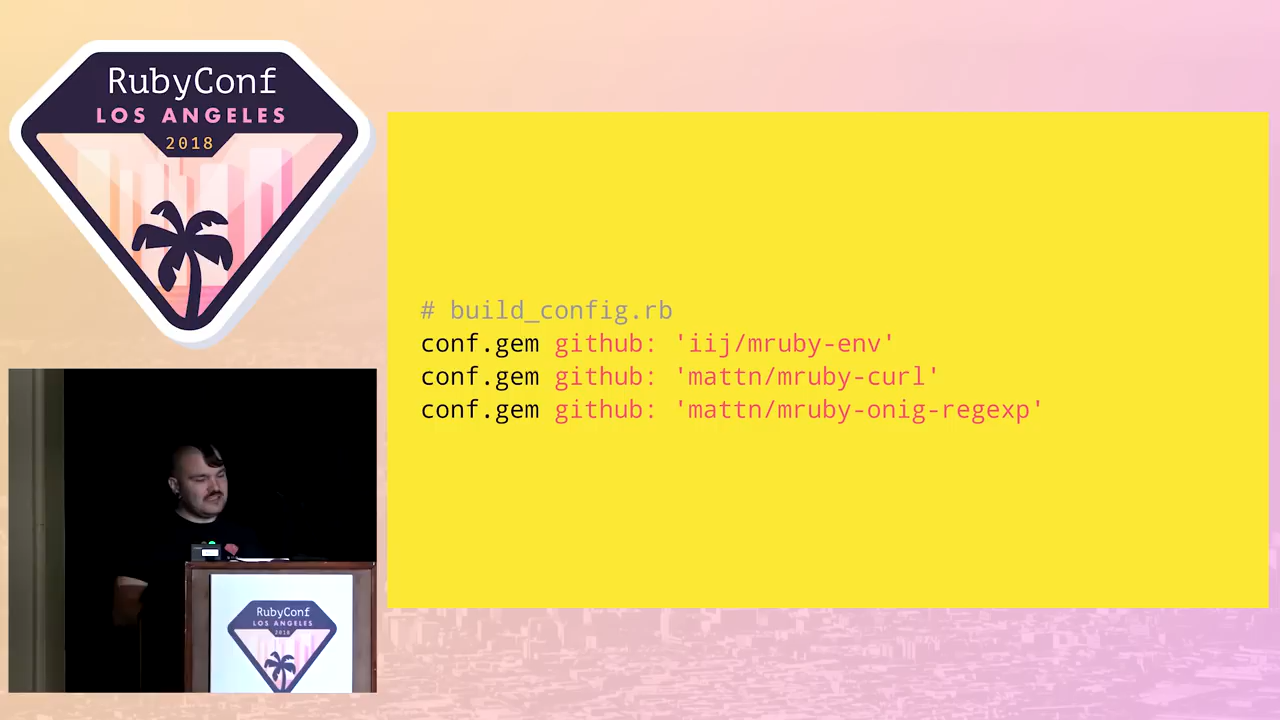 RubyConf
LOS ANGELES
2018
# build_config.rb
conf.gem github: 'iij/mruby-env'
conf.gem github: 'mattn/mruby-curl'
conf.gem github: 'mattn/mruby-onig-regexp'
RubyConf
LOS ANGELES
2018